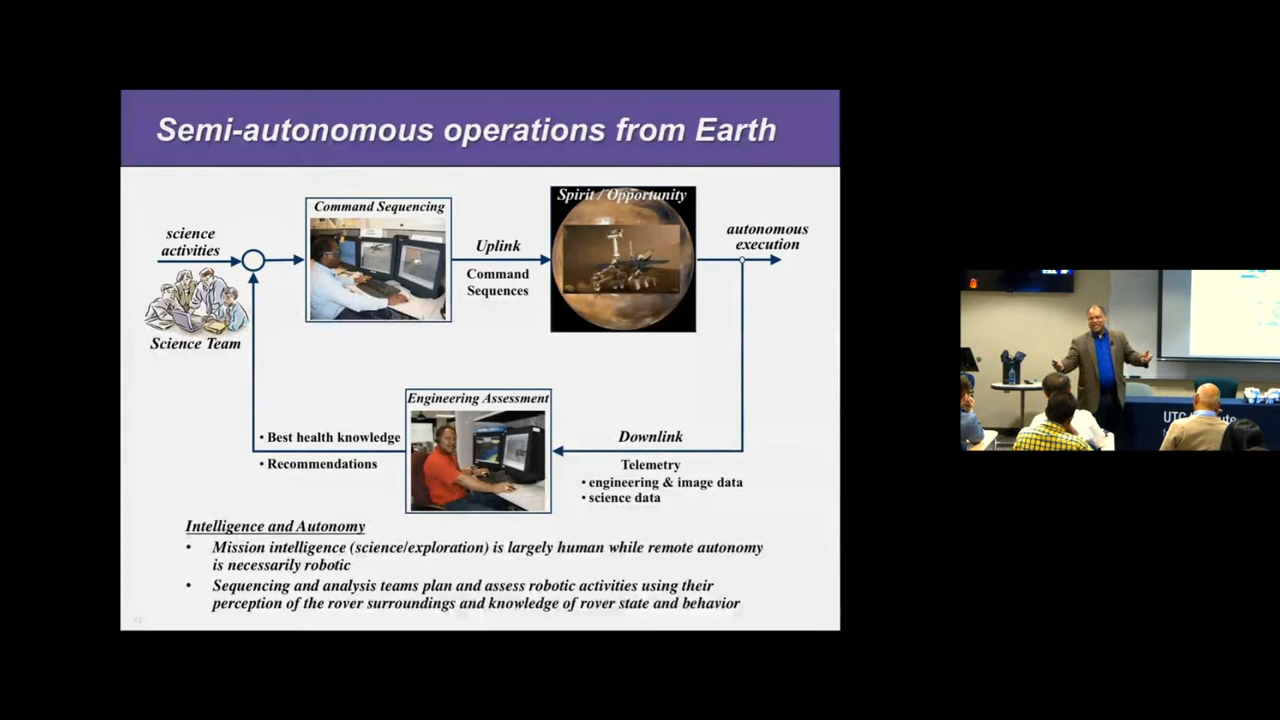 Semi-autonomous operations from Earth
science
activities
Science Team
Command Sequencing
Uplink
Command
Sequences
Spirit / Opportunity
autonomous
execution
Engineering Assessment
• Best health knowledge
• Recommendations
Downlink
Telemetry
• engineering & image data
• science data
Intelligence and Autonomy
• Mission intelligence (science/exploration) is largely human while remote autonomy
is necessarily robotic
• Sequencing and analysis teams plan and assess robotic activities using their
perception of the rover surroundings and knowledge of rover state and behavior
UTC Institute